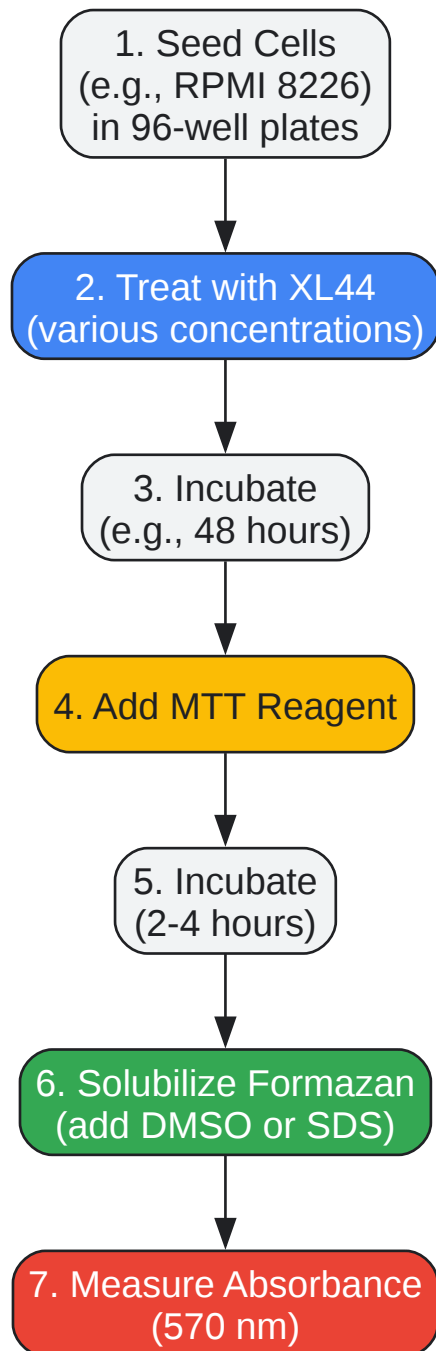 1. Seed Cells
(e.g., RPMI 8226)
in 96-well plates
2. Treat with XL44
(various concentrations)
3. Incubate
(e.g., 48 hours)
4. Add MTT Reagent
5. Incubate
(2-4 hours)
6. Solubilize Formazan
(add DMSO or SDS)
7. Measure Absorbance
(570 nm)